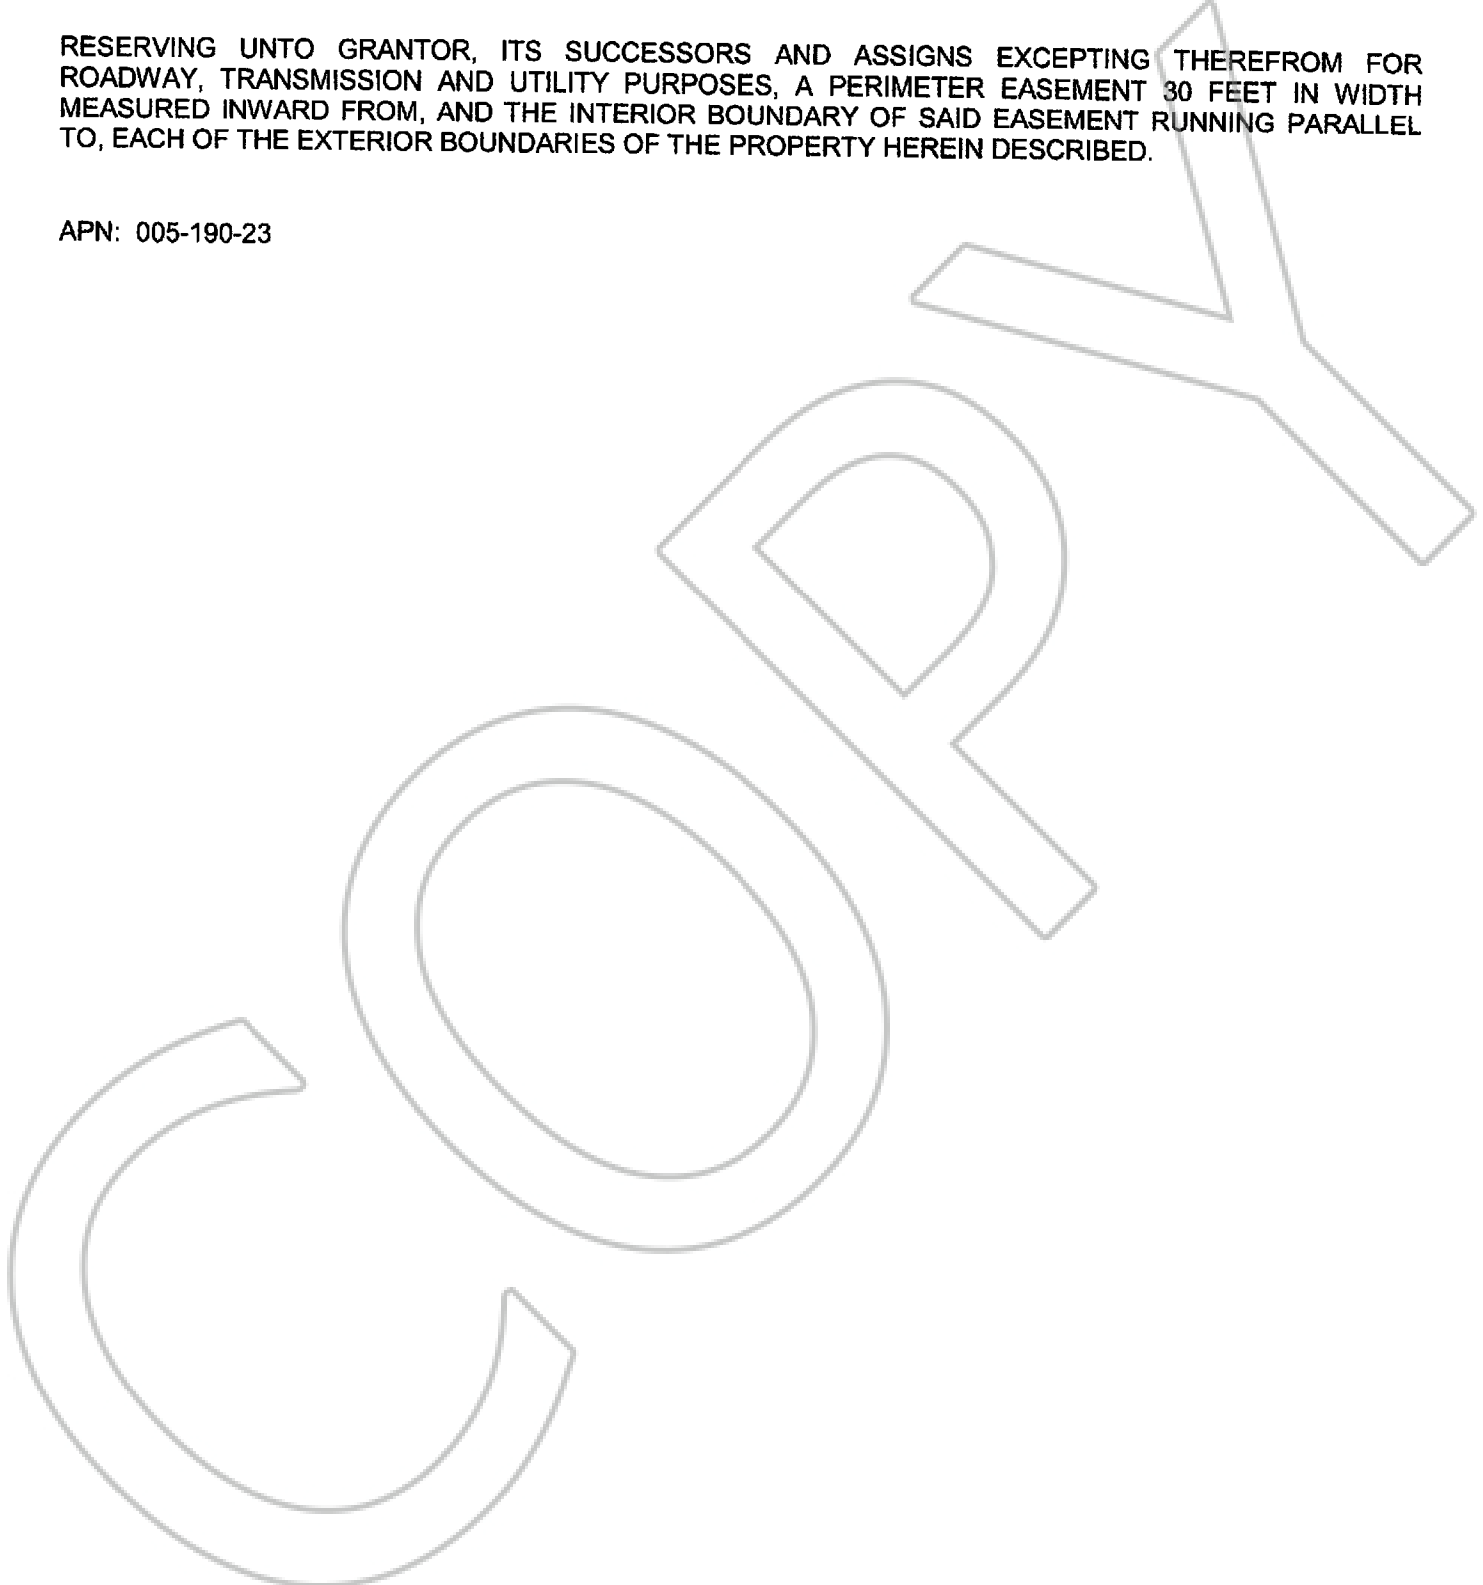 RESERVING UNTO GRANTOR, ITS SUCCESSORS AND ASSIGNS EXCEPTING THEREFROM FOR
ROADWAY, TRANSMISSION AND UTILITY PURPOSES, A PERIMETER EASEMENT 30 FEET IN WIDTH
MEASURED INWARD FROM, AND THE INTERIOR BOUNDARY OF SAID EASEMENT RUNNING PARALLEL
TO, EACH OF THE EXTERIOR BOUNDARIES OF THE PROPERTY HEREIN DESCRIBED.
APN: 005-190-23
COPY